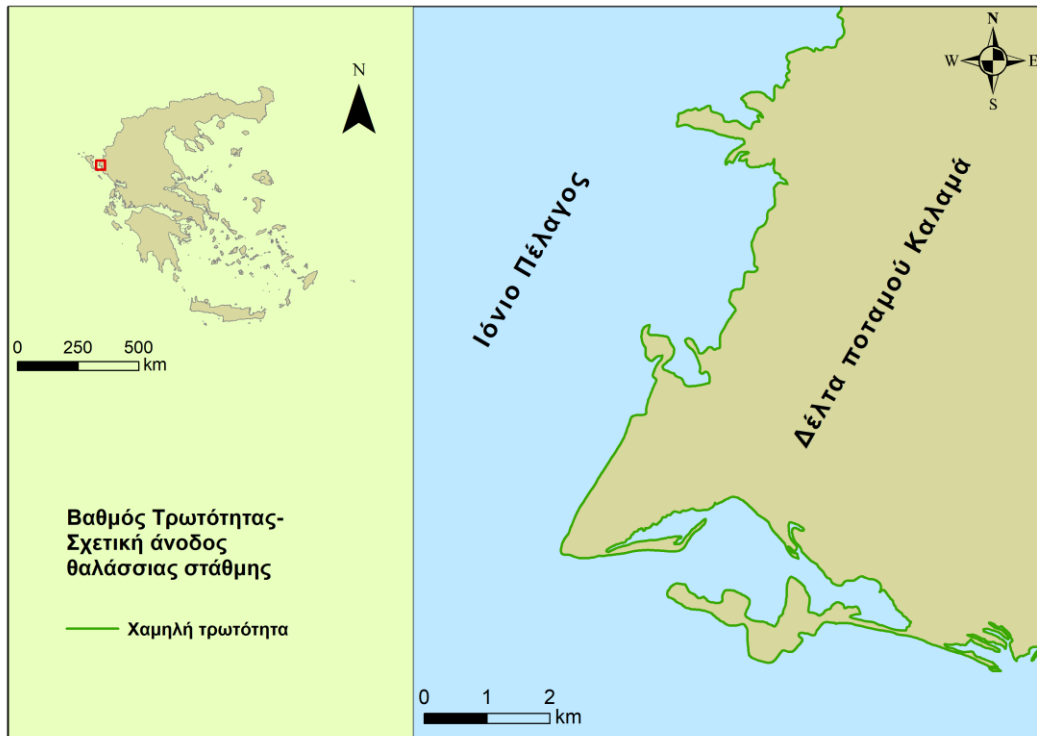 N
0 250 500
km
Βαθμός Τρωτότητας-
Σχετική άνοδος
θαλάσσιας στάθμης
Χαμηλή τρωτότητα
N
W E
S
Ιόνιο Πέλαγος
Δέλτα ποταμού Καλαμά
0 1 2
km